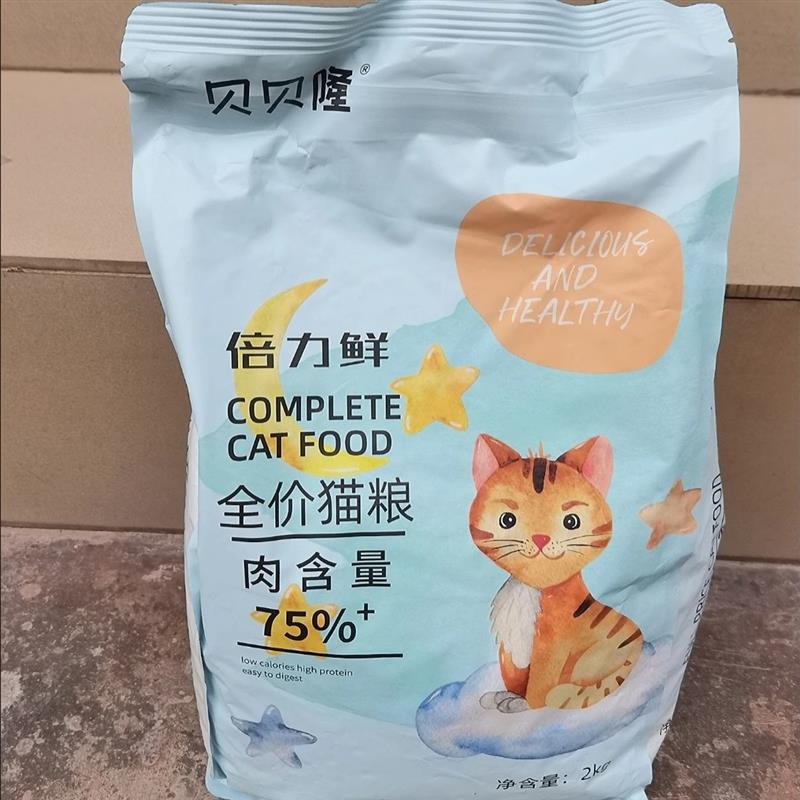 贝贝隆®
DELICIOUS
AND
HEALTHY
倍力鲜
COMPLETE
CAT FOOD
全价猫粮
肉含量
75%+
low calories high protein
easy to digest
净含量：2kg